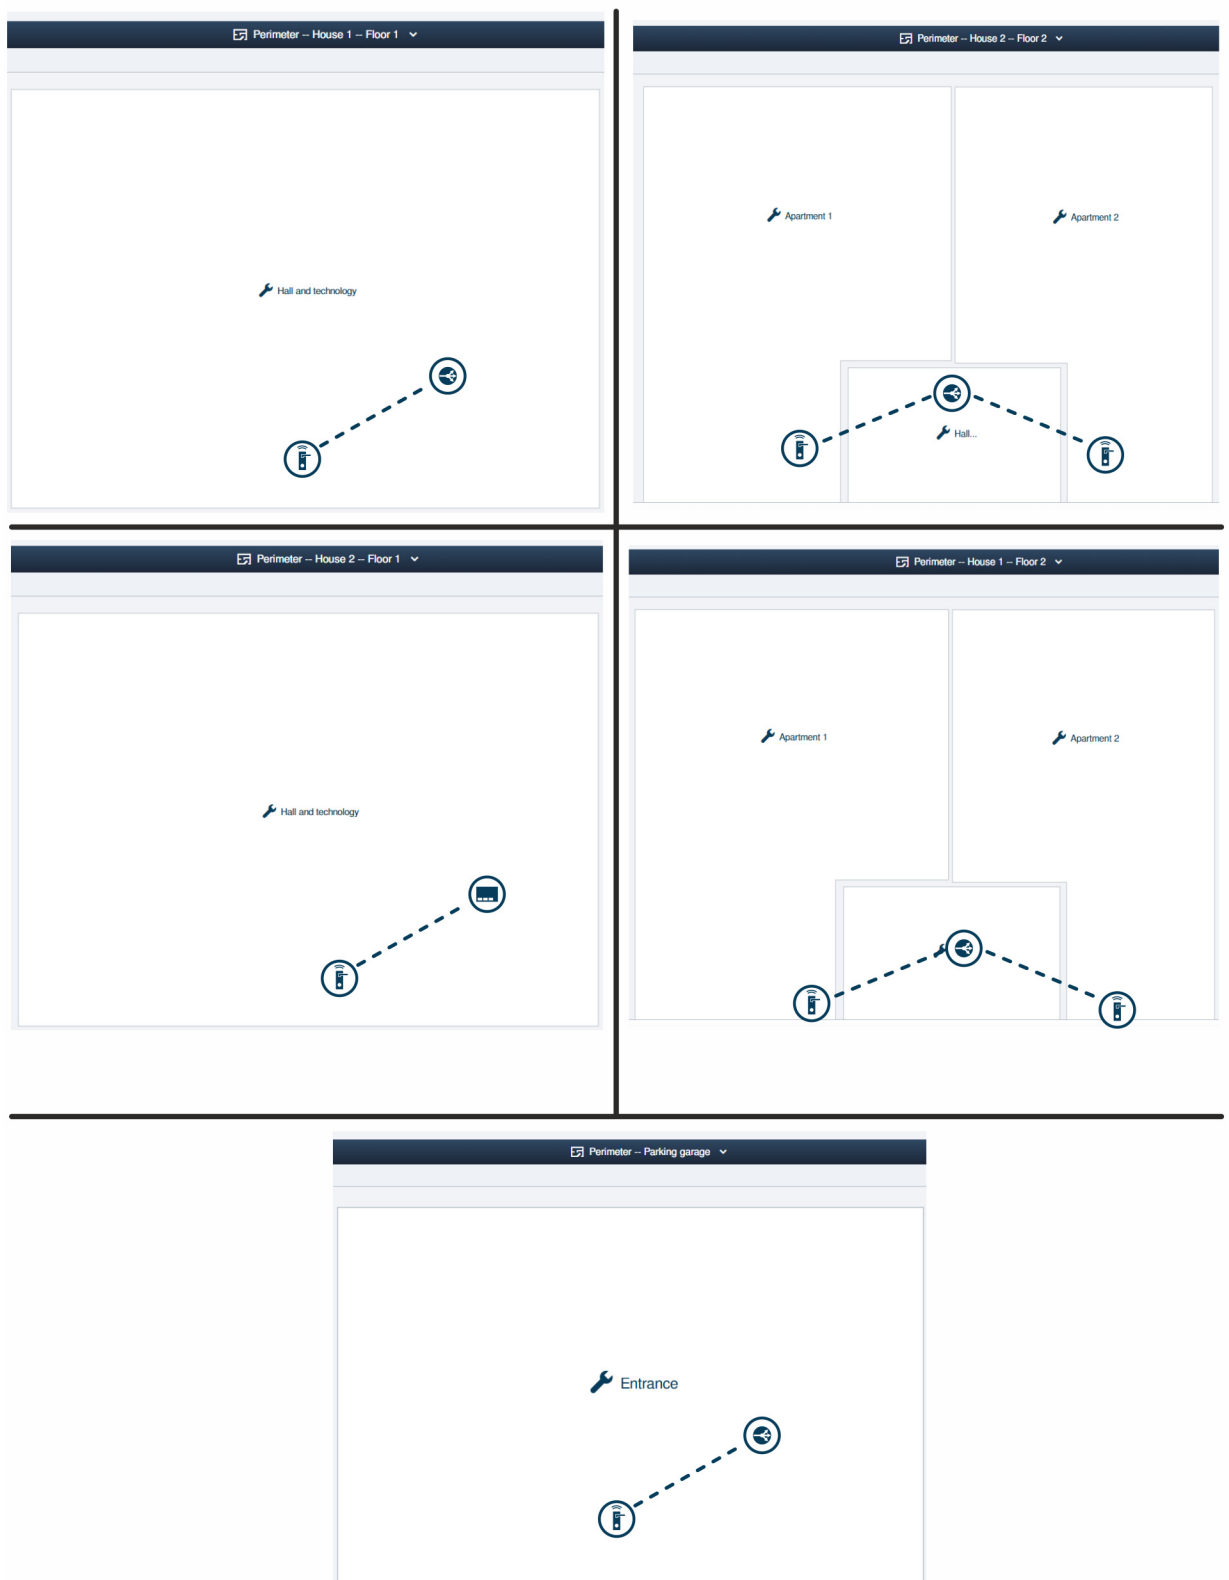 Perimeter -- House 1 -- Floor 1
Hall and technology
Perimeter -- House 2 -- Floor 2
Apartment 1
Apartment 2
Hall...
Perimeter -- House 2 -- Floor 1
Hall and technology
Perimeter -- House 1 -- Floor 2
Apartment 1
Apartment 2
Perimeter -- Parking garage
Entrance